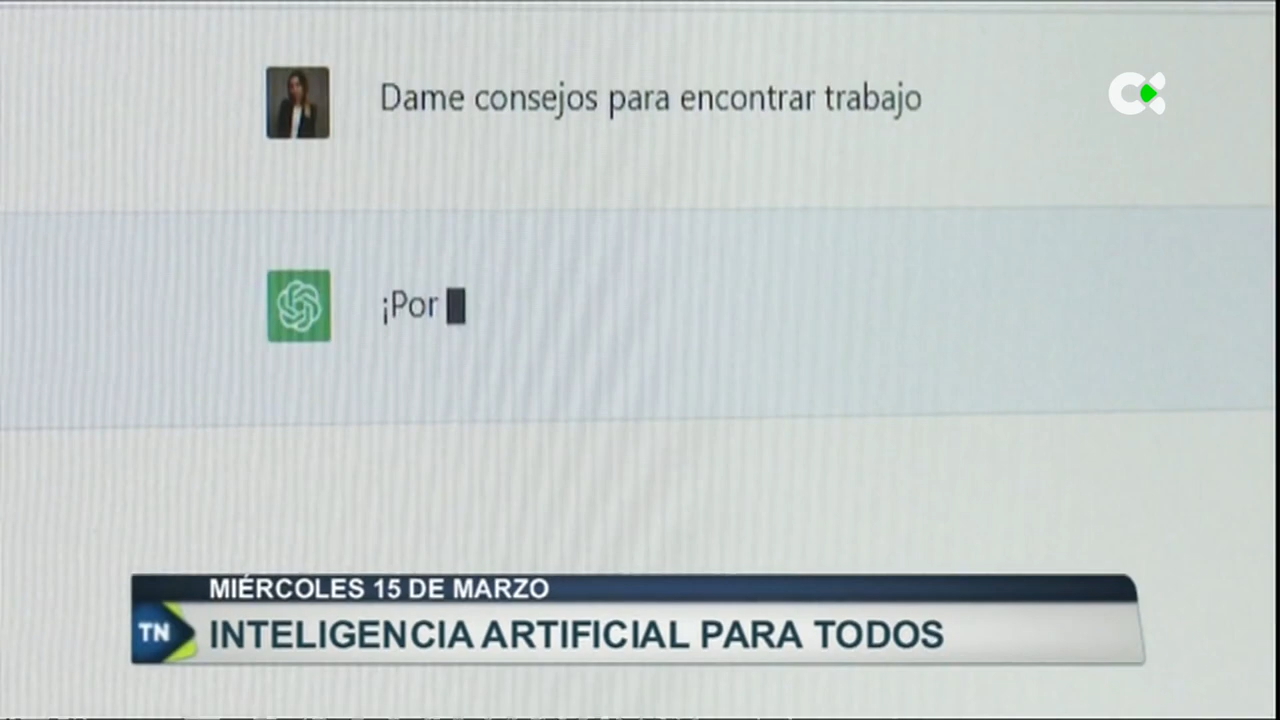 Dame consejos para encontrar trabajo
¡Por
MIÉRCOLES 15 DE MARZO
TN
INTELIGENCIA ARTIFICIAL PARA TODOS